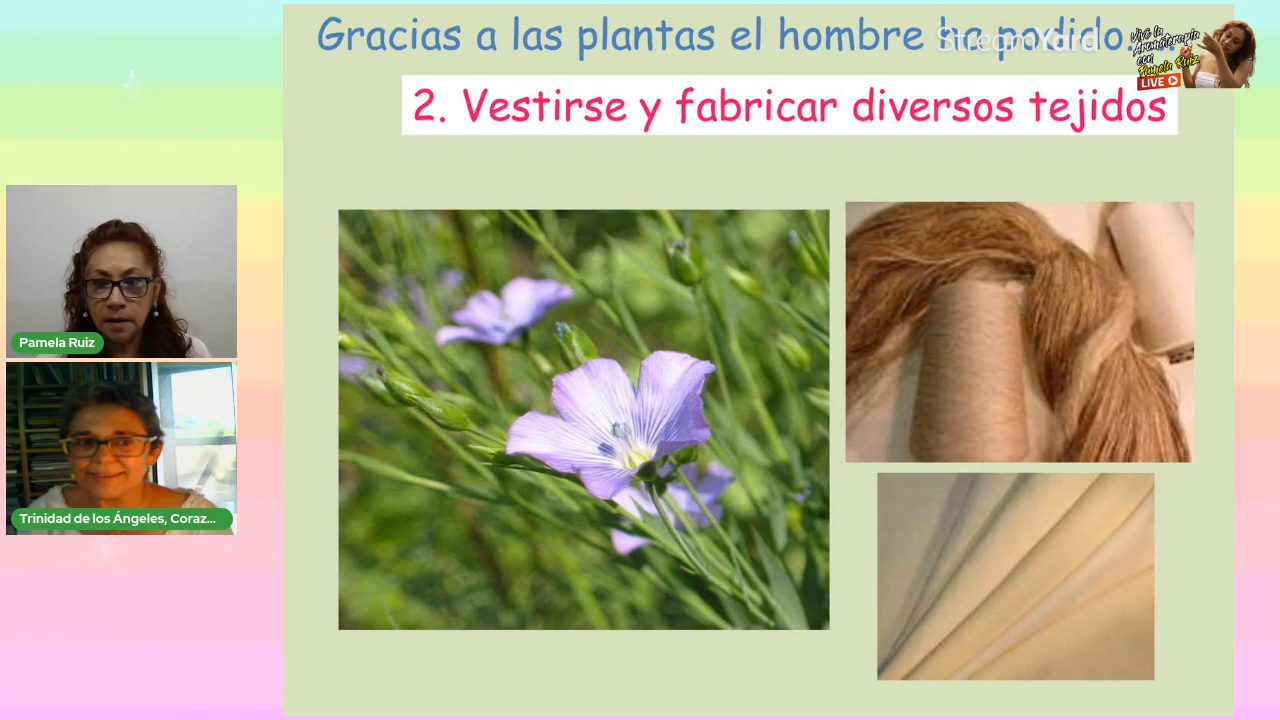 Gracias a las plantas el hombre ha podido...
StreamYard
Vive la
Aromaterapia
con
Pamela Ruiz
LIVE
2. Vestirse y fabricar diversos tejidos
Pamela Ruiz
Trinidad de los Ángeles, Coraz...